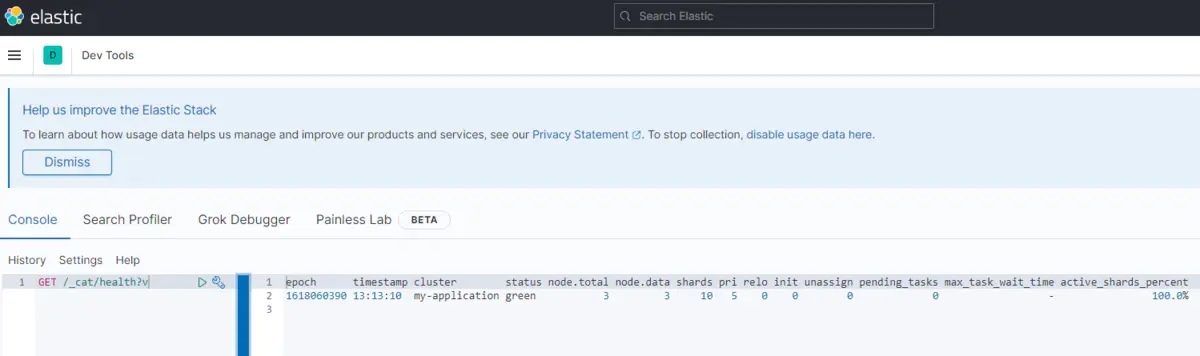 elastic
Search Elastic
D
Dev Tools
Help us improve the Elastic Stack
To learn about how usage data helps us manage and improve our products and services, see our Privacy Statement. To stop collection, disable usage data here.
Dismiss
Console Search Profiler Grok Debugger Painless Lab BETA
History Settings Help
1 GET /_cat/health?v
1 epoch timestamp cluster status node.total node.data shards pri relo init unassign pending_tasks max_task_wait_time active_shards_percent
2 1618060390 13:13:10 my-application green 3 3 10 5 0 0 0 0 - 100.0%
3